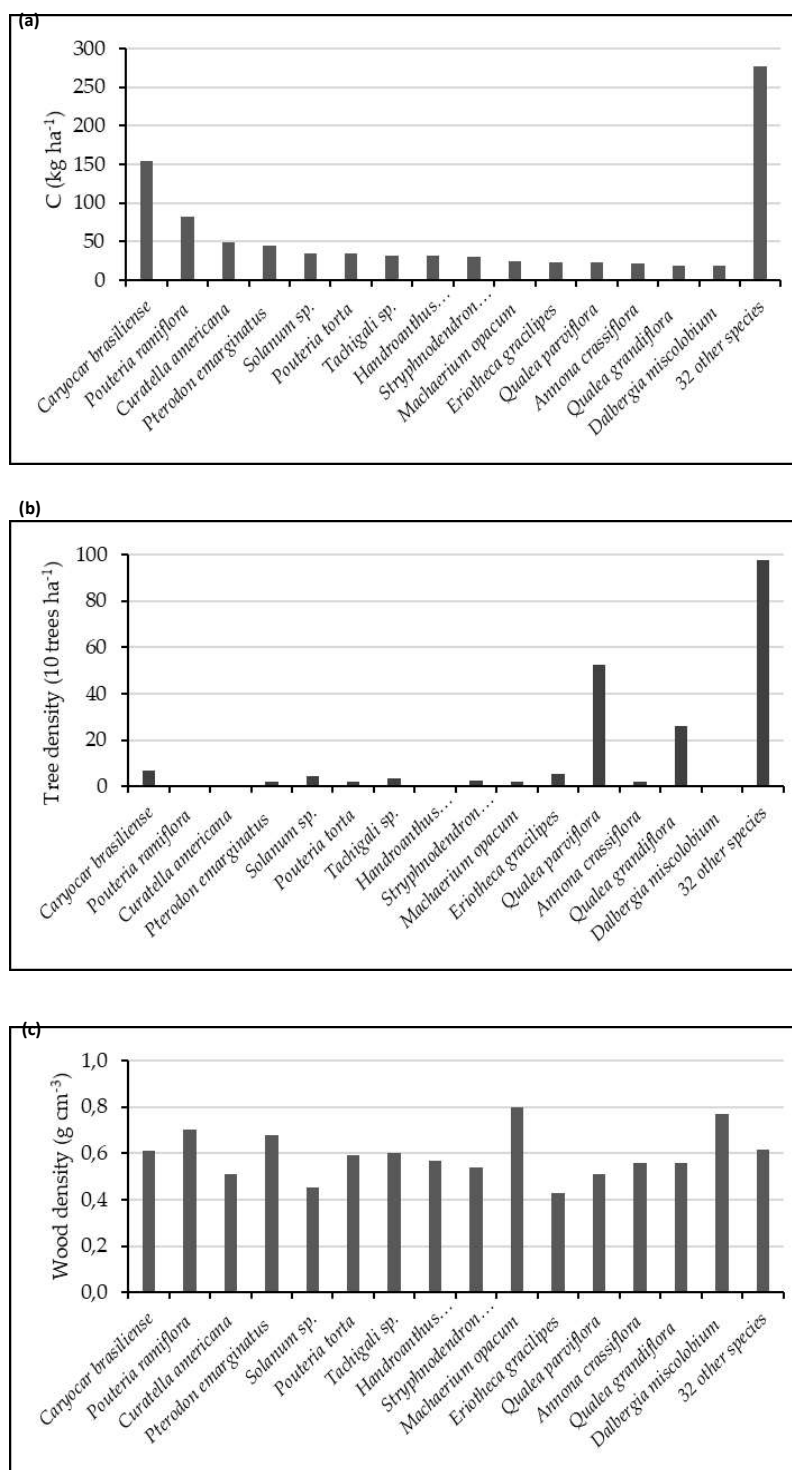 (a)
C (kg ha⁻¹)
300
250
200
150
100
50
0
Caryocar brasiliense
Pouteria ramiflora
Curatella americana
Pterodon emarginatus
Solanum sp.
Pouteria torta
Tachigali sp.
Handroanthus…
Stryphnodendron…
Machaerium opacum
Eriotheca gracilipes
Qualea parviflora
Annona crassiflora
Qualea grandiflora
Dalbergia miscolobium
32 other species
(b)
Tree density (10 trees ha⁻¹)
100
80
60
40
20
0
Caryocar brasiliense
Pouteria ramiflora
Curatella americana
Pterodon emarginatus
Solanum sp.
Pouteria torta
Tachigali sp.
Handroanthus…
Stryphnodendron…
Machaerium opacum
Eriotheca gracilipes
Qualea parviflora
Annona crassiflora
Qualea grandiflora
Dalbergia miscolobium
32 other species
(c)
Wood density (g cm⁻³)
1,0
0,8
0,6
0,4
0,2
0,0
Caryocar brasiliense
Pouteria ramiflora
Curatella americana
Pterodon emarginatus
Solanum sp.
Pouteria torta
Tachigali sp.
Handroanthus…
Stryphnodendron…
Machaerium opacum
Eriotheca gracilipes
Qualea parviflora
Annona crassiflora
Qualea grandiflora
Dalbergia miscolobium
32 other species